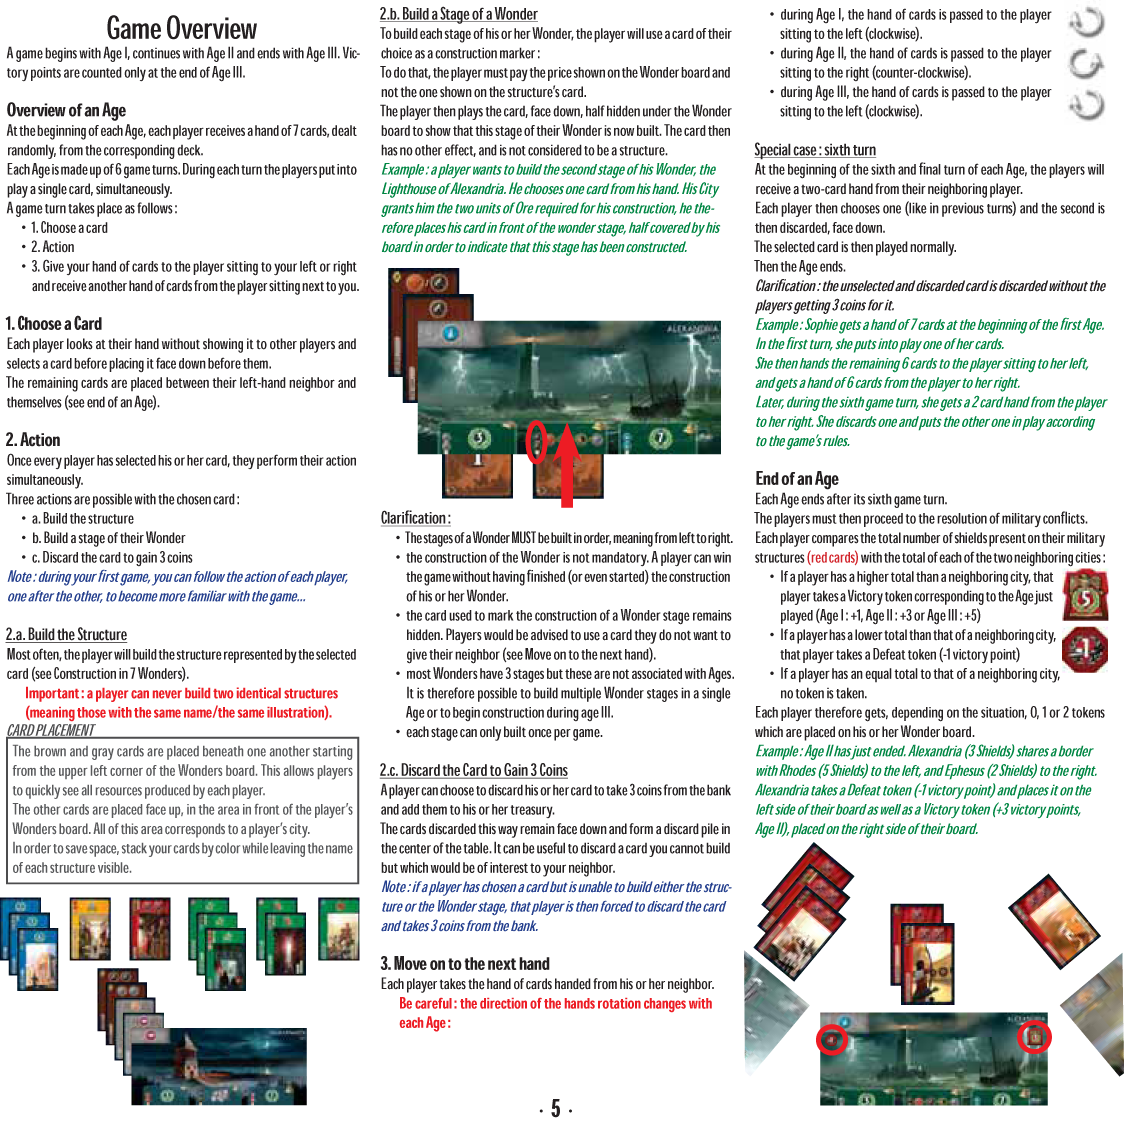 Game Overview
A game begins with Age I, continues with Age II and ends with Age III. Vic-
tory points are counted only at the end of Age III.
Overview of an Age
At the beginning of each Age, each player receives a hand of 7 cards, dealt
randomly, from the corresponding deck.
Each Age is made up of 6 game turns. During each turn the players put into
play a single card, simultaneously.
A game turn takes place as follows :
• 1. Choose a card
• 2. Action
• 3. Give your hand of cards to the player sitting to your left or right
and receive another hand of cards from the player sitting next to you.
1. Choose a Card
Each player looks at their hand without showing it to other players and
selects a card before placing it face down before them.
The remaining cards are placed between their left-hand neighbor and
themselves (see end of an Age).
2. Action
Once every player has selected his or her card, they perform their action
simultaneously.
Three actions are possible with the chosen card :
• a. Build the structure
• b. Build a stage of their Wonder
• c. Discard the card to gain 3 coins
Note : during your first game, you can follow the action of each player,
one after the other, to become more familiar with the game...
2.a. Build the Structure
Most often, the player will build the structure represented by the selected
card (see Construction in 7 Wonders).
Important : a player can never build two identical structures
(meaning those with the same name/the same illustration).
CARD PLACEMENT
The brown and gray cards are placed beneath one another starting
from the upper left corner of the Wonders board. This allows players
to quickly see all resources produced by each player.
The other cards are placed face up, in the area in front of the player's
Wonders board. All of this area corresponds to a player's city.
In order to save space, stack your cards by color while leaving the name
of each structure visible.
2.b. Build a Stage of a Wonder
To build each stage of his or her Wonder, the player will use a card of their
choice as a construction marker :
To do that, the player must pay the price shown on the Wonder board and
not the one shown on the structure's card.
The player then plays the card, face down, half hidden under the Wonder
board to show that this stage of their Wonder is now built. The card then
has no other effect, and is not considered to be a structure.
Example : a player wants to build the second stage of his Wonder, the
Lighthouse of Alexandria. He chooses one card from his hand. His City
grants him the two units of Ore required for his construction, he the-
refore places his card in front of the wonder stage, half covered by his
board in order to indicate that this stage has been constructed.
ALEXANDRIA
3
7
Clarification :
• The stages of a Wonder MUST be built in order, meaning from left to right.
• the construction of the Wonder is not mandatory. A player can win
the game without having finished (or even started) the construction
of his or her Wonder.
• the card used to mark the construction of a Wonder stage remains
hidden. Players would be advised to use a card they do not want to
give their neighbor (see Move on to the next hand).
• most Wonders have 3 stages but these are not associated with Ages.
It is therefore possible to build multiple Wonder stages in a single
Age or to begin construction during age III.
• each stage can only built once per game.
2.c. Discard the Card to Gain 3 Coins
A player can choose to discard his or her card to take 3 coins from the bank
and add them to his or her treasury.
The cards discarded this way remain face down and form a discard pile in
the center of the table. It can be useful to discard a card you cannot build
but which would be of interest to your neighbor.
Note : if a player has chosen a card but is unable to build either the struc-
ture or the Wonder stage, that player is then forced to discard the card
and takes 3 coins from the bank.
3. Move on to the next hand
Each player takes the hand of cards handed from his or her neighbor.
Be careful : the direction of the hands rotation changes with
each Age :
• during Age I, the hand of cards is passed to the player
sitting to the left (clockwise).
• during Age II, the hand of cards is passed to the player
sitting to the right (counter-clockwise).
• during Age III, the hand of cards is passed to the player
sitting to the left (clockwise).
Special case : sixth turn
At the beginning of the sixth and final turn of each Age, the players will
receive a two-card hand from their neighboring player.
Each player then chooses one (like in previous turns) and the second is
then discarded, face down.
The selected card is then played normally.
Then the Age ends.
Clarification : the unselected and discarded card is discarded without the
players getting 3 coins for it.
Example : Sophie gets a hand of 7 cards at the beginning of the first Age.
In the first turn, she puts into play one of her cards.
She then hands the remaining 6 cards to the player sitting to her left,
and gets a hand of 6 cards from the player to her right.
Later, during the sixth game turn, she gets a 2 card hand from the player
to her right. She discards one and puts the other one in play according
to the game's rules.
End of an Age
Each Age ends after its sixth game turn.
The players must then proceed to the resolution of military conflicts.
Each player compares the total number of shields present on their military
structures (red cards) with the total of each of the two neighboring cities :
• If a player has a higher total than a neighboring city, that
player takes a Victory token corresponding to the Age just
played (Age I : +1, Age II : +3 or Age III : +5)
• If a player has a lower total than that of a neighboring city,
that player takes a Defeat token (-1 victory point)
• If a player has an equal total to that of a neighboring city,
no token is taken.
5
-1
Each player therefore gets, depending on the situation, 0, 1 or 2 tokens
which are placed on his or her Wonder board.
Example : Age II has just ended. Alexandria (3 Shields) shares a border
with Rhodes (5 Shields) to the left, and Ephesus (2 Shields) to the right.
Alexandria takes a Defeat token (-1 victory point) and places it on the
left side of their board as well as a Victory token (+3 victory points,
Age II), placed on the right side of their board.
ALEXANDRIA
· 5 ·